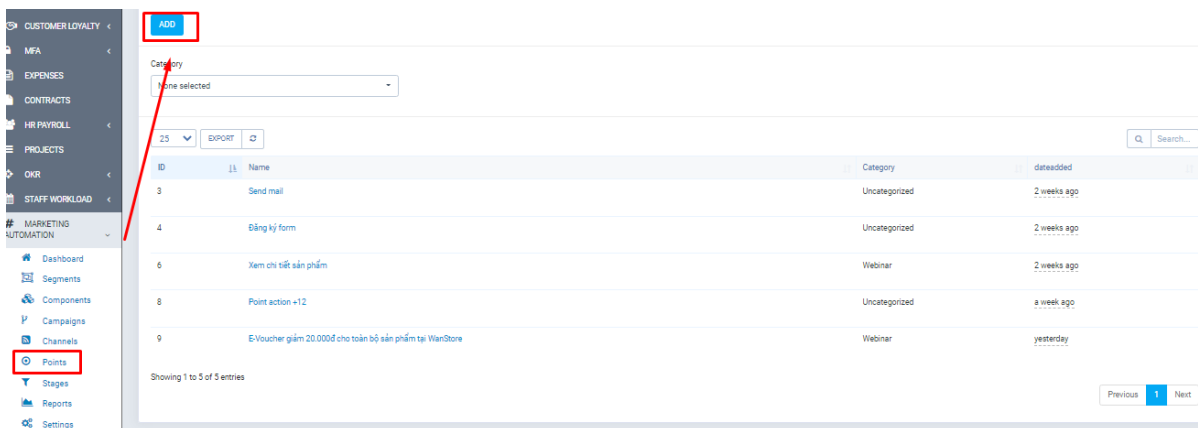 CUSTOMER LOYALTY
MFA
EXPENSES
CONTRACTS
HR PAYROLL
PROJECTS
OKR
STAFF WORKLOAD
# MARKETING
AUTOMATION
Dashboard
Segments
Components
Campaigns
Channels
Points
Stages
Reports
Settings
ADD
Category
None selected
25 EXPORT Search...
ID Name Category dateadded
3 Send mail Uncategorized 2 weeks ago
4 Đăng ký form Uncategorized 2 weeks ago
6 Xem chi tiết sản phẩm Webinar 2 weeks ago
8 Point action +12 Uncategorized a week ago
9 E-Voucher giảm 20.000đ cho toàn bộ sản phẩm tại WanStore Webinar yesterday
Showing 1 to 5 of 5 entries
Previous 1 Next